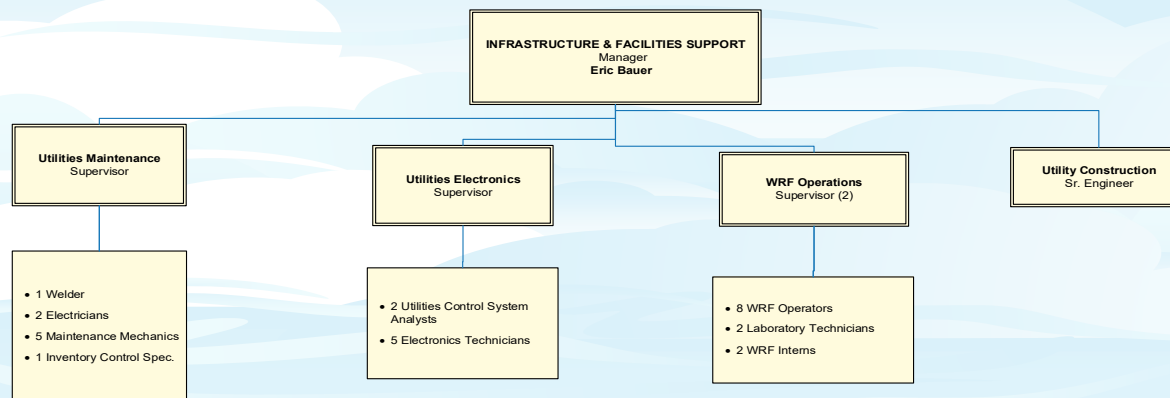 INFRASTRUCTURE & FACILITIES SUPPORT
Manager
Eric Bauer
Utilities Maintenance
Supervisor
• 1 Welder
• 2 Electricians
• 5 Maintenance Mechanics
• 1 Inventory Control Spec.
Utilities Electronics
Supervisor
• 2 Utilities Control System
Analysts
• 5 Electronics Technicians
WRF Operations
Supervisor (2)
• 8 WRF Operators
• 2 Laboratory Technicians
• 2 WRF Interns
Utility Construction
Sr. Engineer